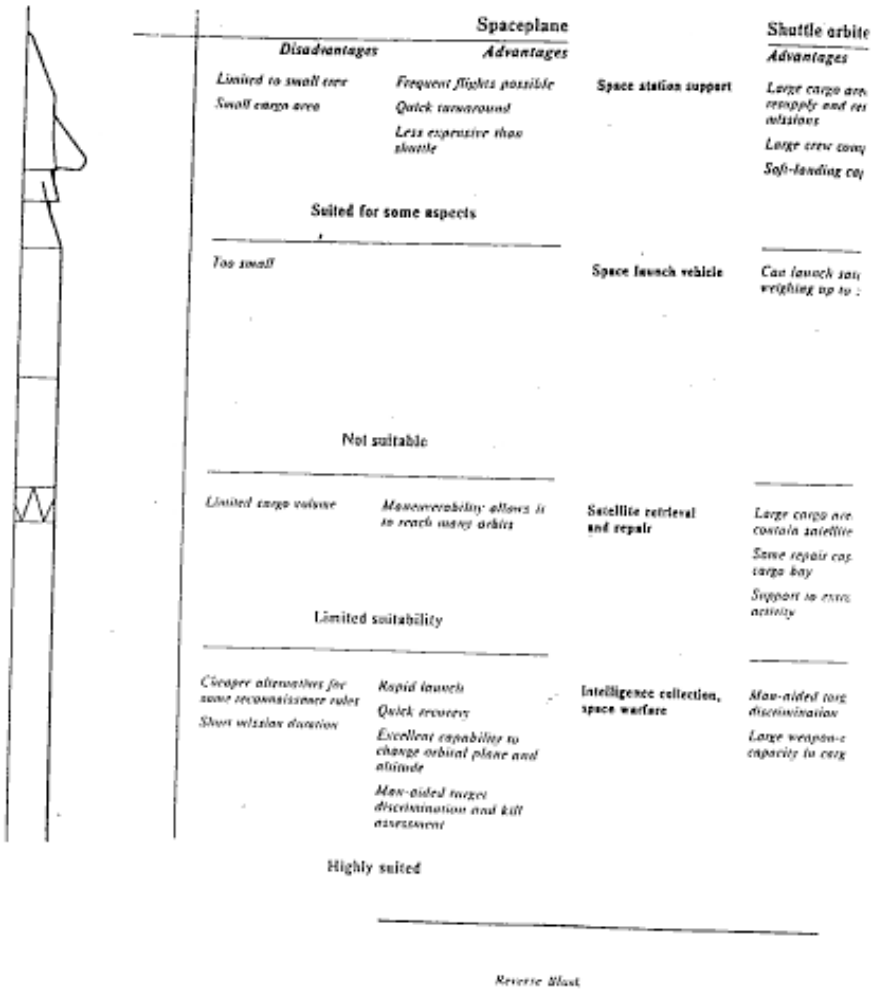 Spaceplane
Shuttle orbite
Disadvantages
Advantages
Advantages
Limited to small crew
Small cargo area
Frequent flights possible
Quick turnaround
Less expensive than
shuttle
Space station support
Large cargo are
resupply and res
missions
Large crew comp
Soft-landing cap
Suited for some aspects
Too small
Space launch vehicle
Can launch sate
weighing up to
Not suitable
Limited cargo volume
Maneuverability allows it
to reach many orbits
Satellite retrieval
and repair
Large cargo are
contain satellite
Some repair cap
cargo bay
Support to extra
activity
Limited suitability
Cheaper alternatives for
some reconnaissance roles
Short mission duration
Rapid launch
Quick recovery
Excellent capability to
change orbital plane and
altitude
Man-aided target
discrimination and kill
assessment
Intelligence collection,
space warfare
Man-aided targ
discrimination
Large weapon-c
capacity in carg
Highly suited
Reverse Blank